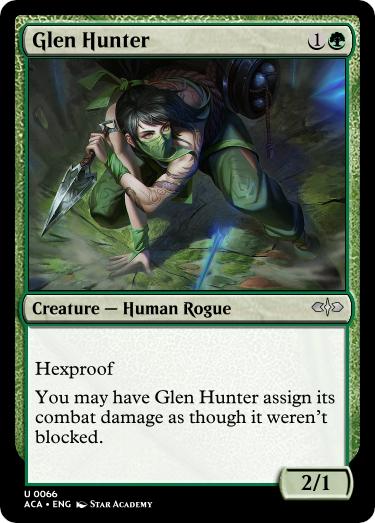 Glen Hunter 1
Creature — Human Rogue
Hexproof
You may have Glen Hunter assign its
combat damage as though it weren't
blocked.
2/1
U 0066
ACA • ENG Star Academy